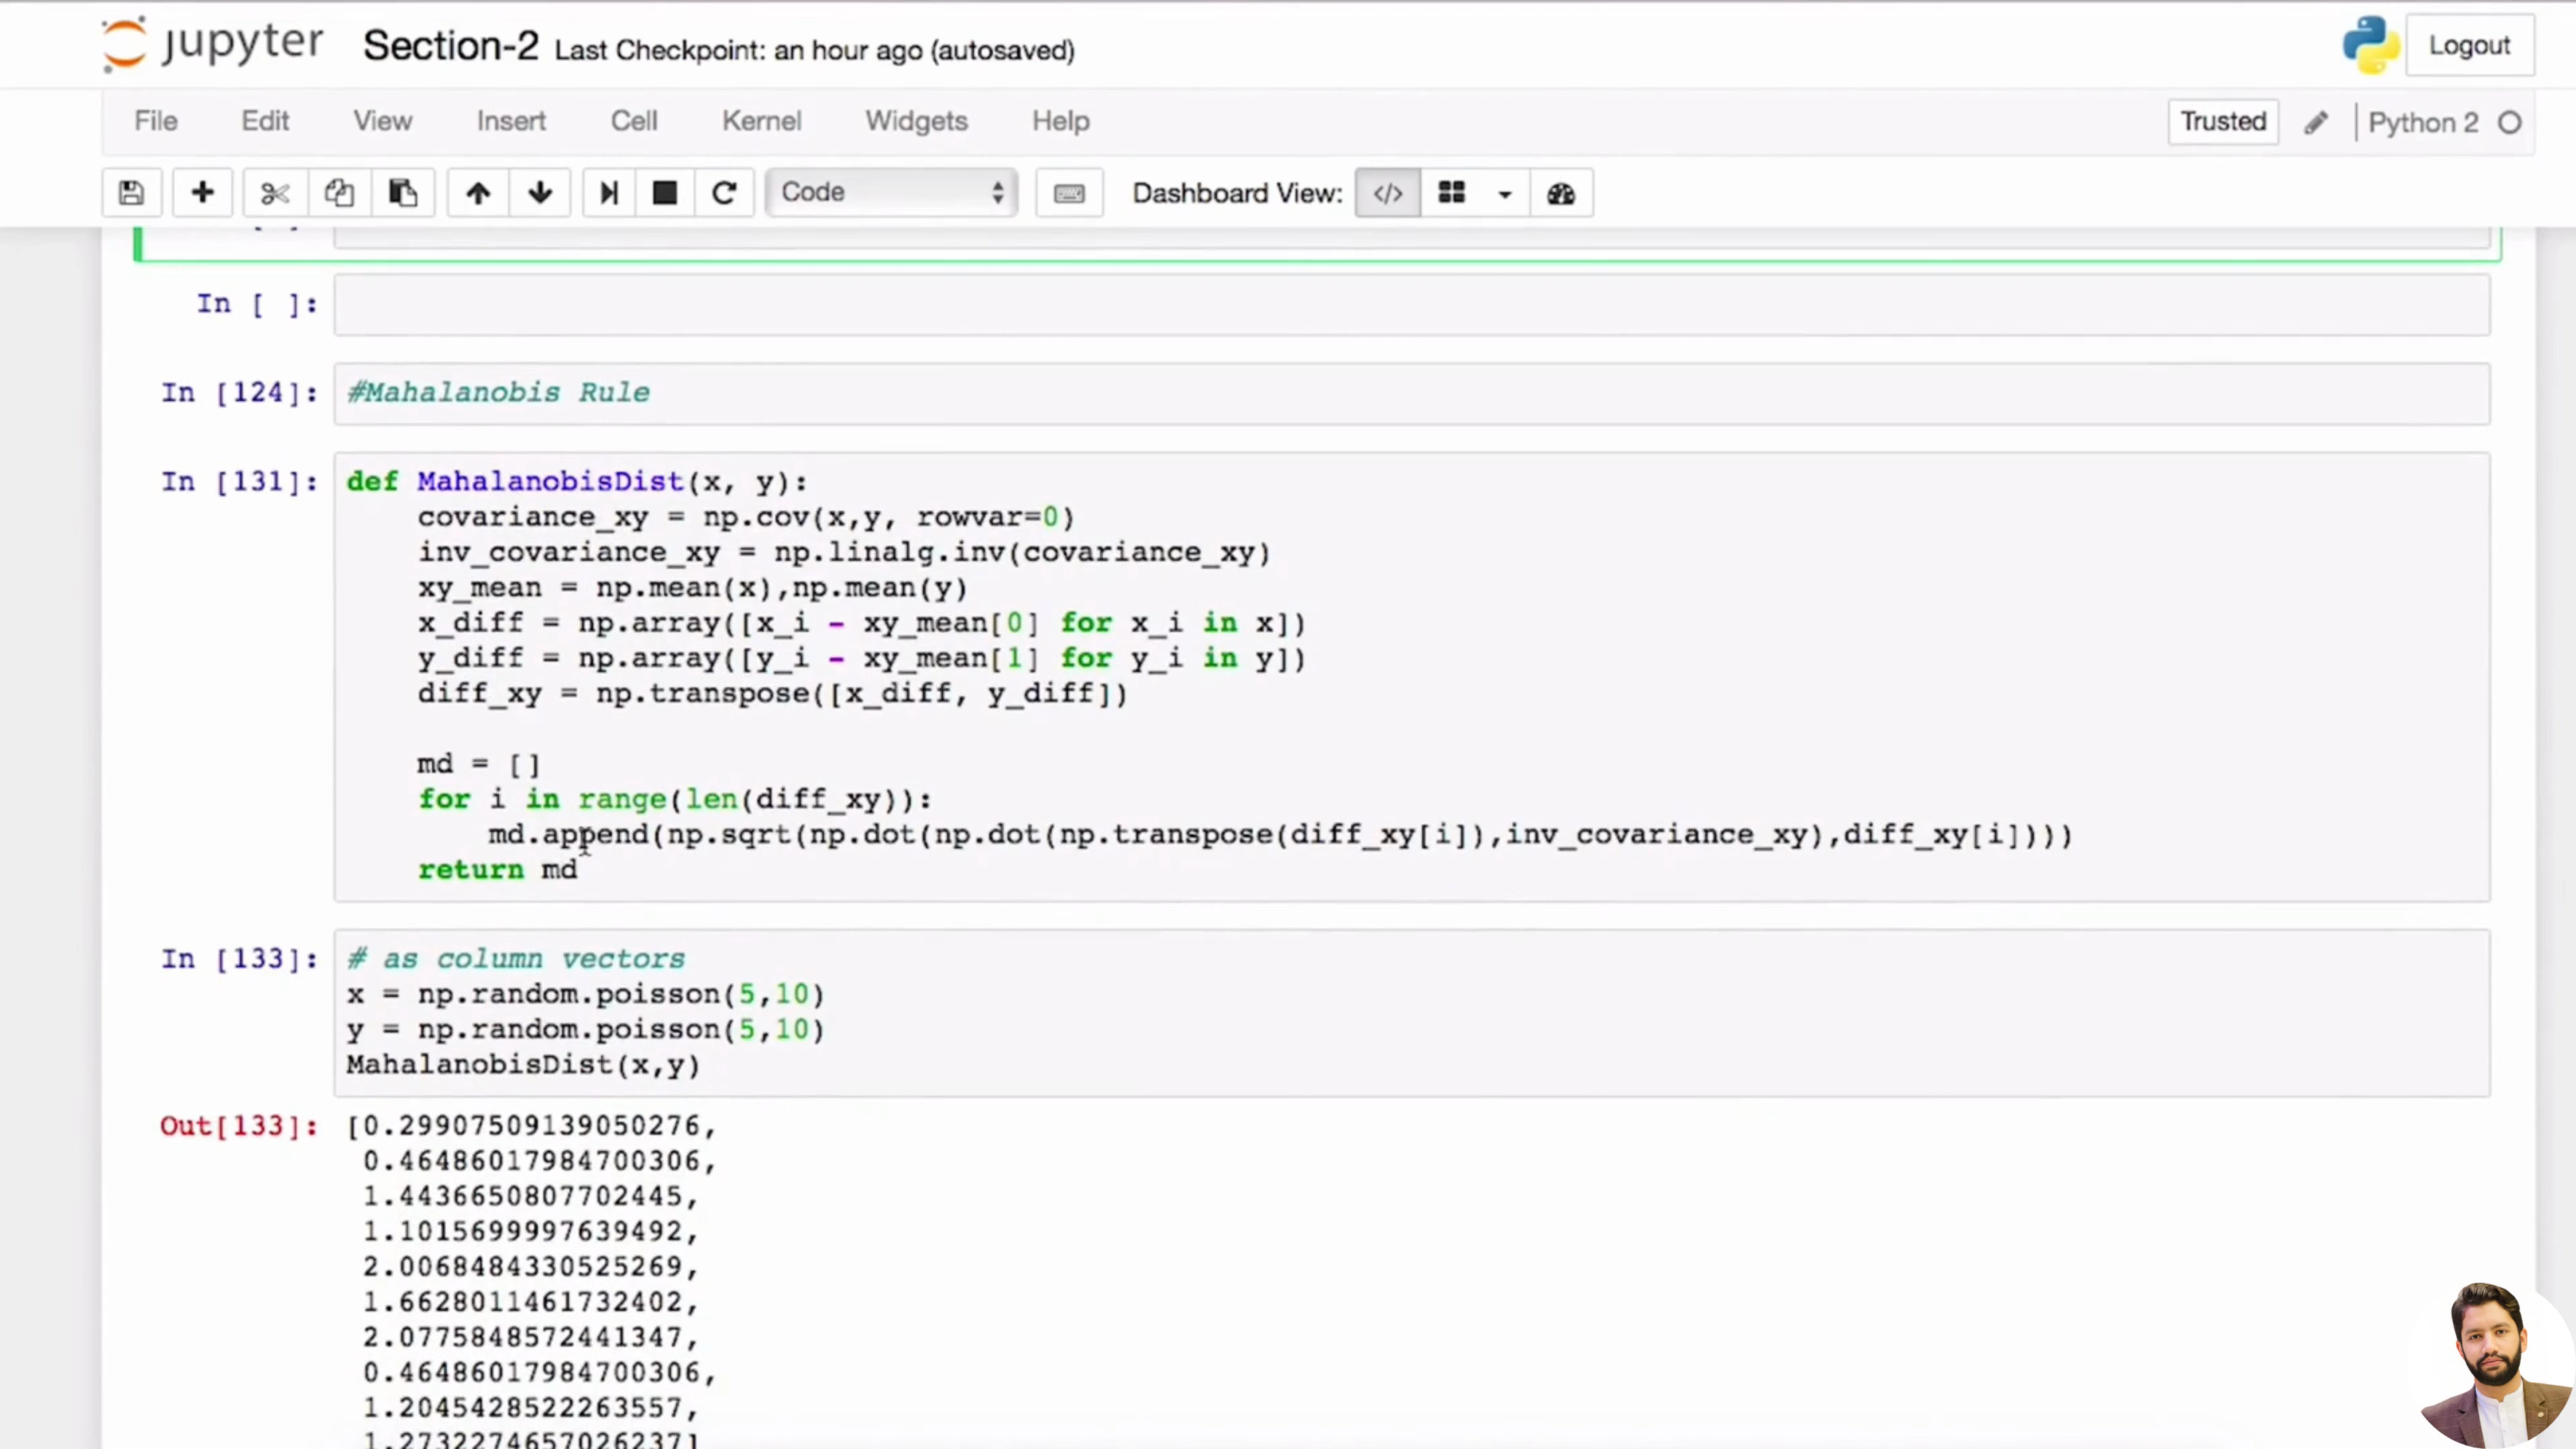 jupyter Section-2 Last Checkpoint: an hour ago (autosaved) Logout
File Edit View Insert Cell Kernel Widgets Help Trusted Python 2
Code Dashboard View: </>
In [ ]:
In [124]: #Mahalanobis Rule
In [131]: def MahalanobisDist(x, y):
covariance_xy = np.cov(x,y, rowvar=0)
inv_covariance_xy = np.linalg.inv(covariance_xy)
xy_mean = np.mean(x),np.mean(y)
x_diff = np.array([x_i - xy_mean[0] for x_i in x])
y_diff = np.array([y_i - xy_mean[1] for y_i in y])
diff_xy = np.transpose([x_diff, y_diff])
md = []
for i in range(len(diff_xy)):
md.append(np.sqrt(np.dot(np.dot(np.transpose(diff_xy[i]),inv_covariance_xy),diff_xy[i])))
return md
In [133]: # as column vectors
x = np.random.poisson(5,10)
y = np.random.poisson(5,10)
MahalanobisDist(x,y)
Out[133]: [0.29907509139050276,
0.46486017984700306,
1.4436650807702445,
1.1015699997639492,
2.0068484330525269,
1.6628011461732402,
2.0775848572441347,
0.46486017984700306,
1.2045428522263557,
1.2732274657026237]